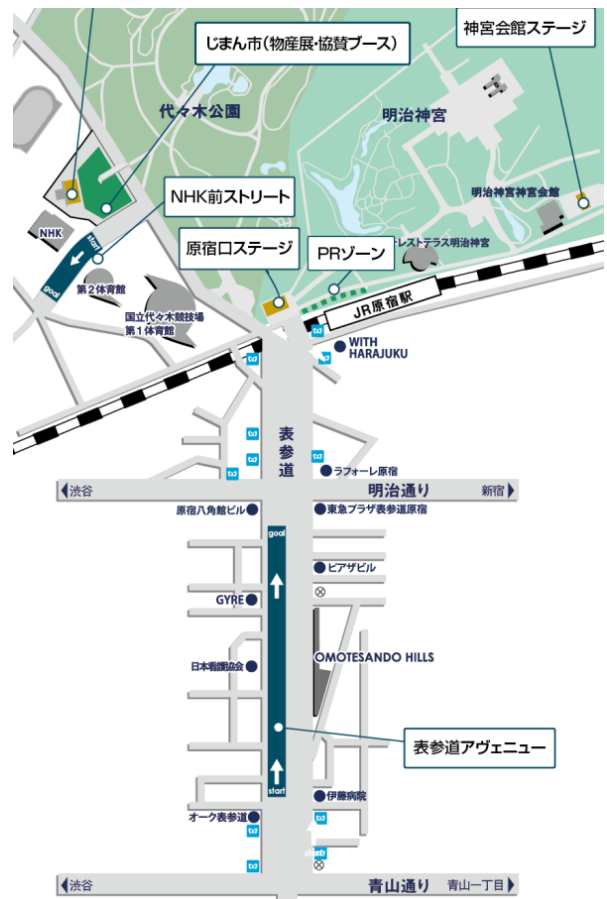 じまん市（物産展・協賛ブース）
神宮会館ステージ
代々木公園
明治神宮
NHK前ストリート
明治神宮神宮会館
NHK
start
原宿口ステージ
PRゾーン
レストテラス明治神宮
goal
第2体育館
国立代々木競技場
第1体育館
JR原宿駅
WITH
HARAJUKU
表参道
ラフォーレ原宿
渋谷
明治通り
新宿
原宿八角館ビル
東急プラザ表参道原宿
goal
ピアザビル
GYRE
日本看護協会
OMOTESANDO HILLS
表参道アヴェニュー
start
伊藤病院
オーク表参道
渋谷
青山通り
青山一丁目